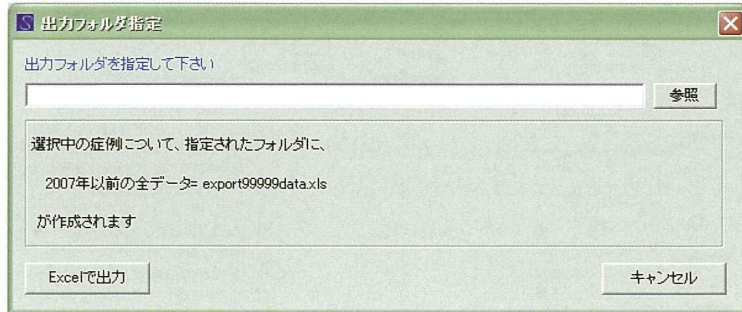 S 出力フォルダ指定
出力フォルダを指定して下さい
参照
選択中の症例について、指定されたフォルダに、
2007年以前の全データ= export99999data.xls
が作成されます
Excelで出力
キャンセル